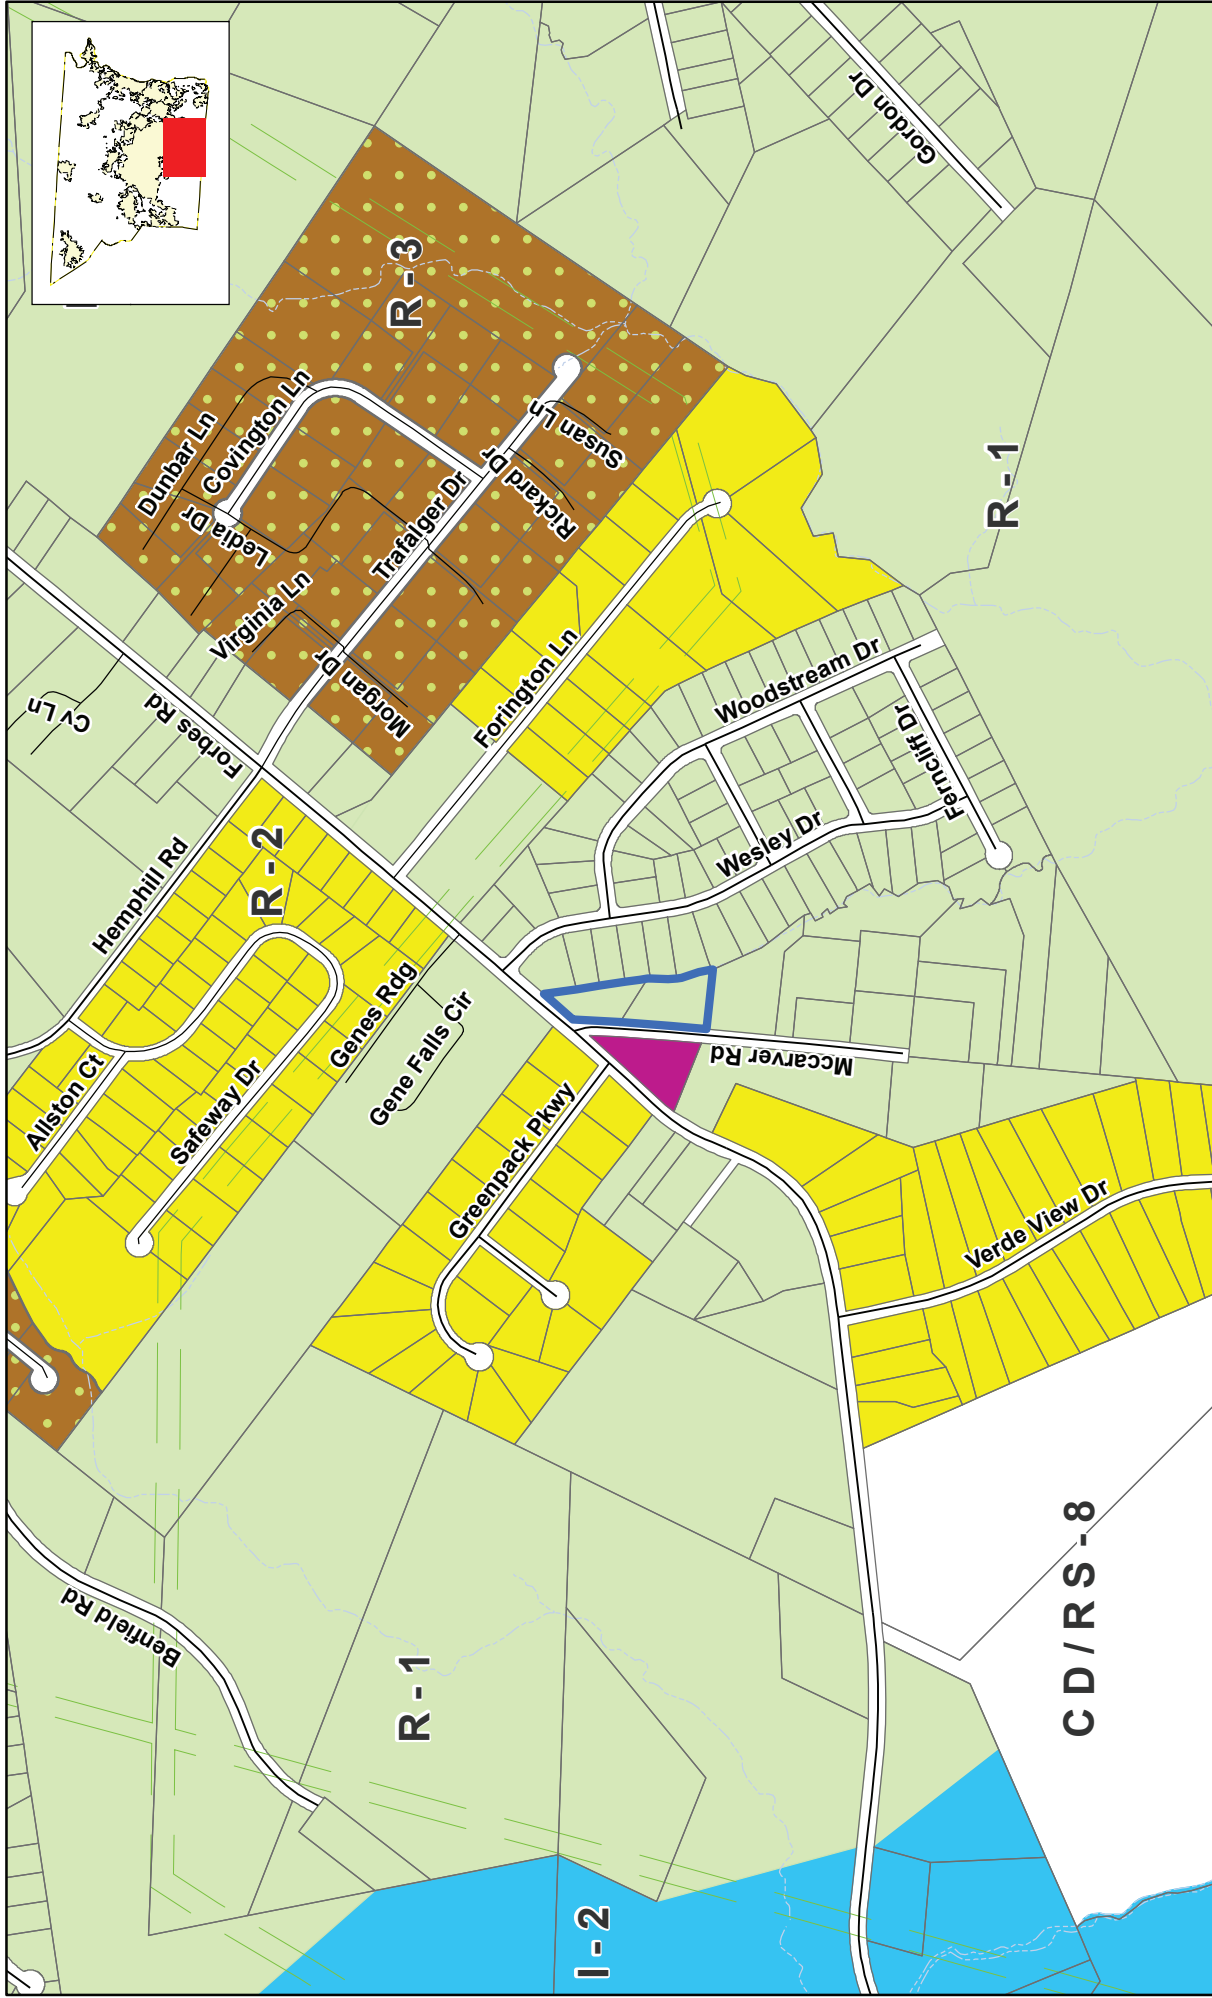 Gordon Dr
R - 3
Dunbar Ln
Covington Ln
Ledia Dr
Susan Ln
Rickard Dr
Trafalger Dr
Virginia Ln
Morgan Dr
R - 1
Cv Ln
Forbes Rd
Forington Ln
Woodstream Dr
Ferncliff Dr
Wesley Dr
Hemphill Rd
R - 2
Genes Rdg
Gene Falls Cir
Allston Ct
Safeway Dr
Mccarver Rd
Greenpack Pkwy
Verde View Dr
Benfield Rd
R - 1
C D / R S - 8
I - 2